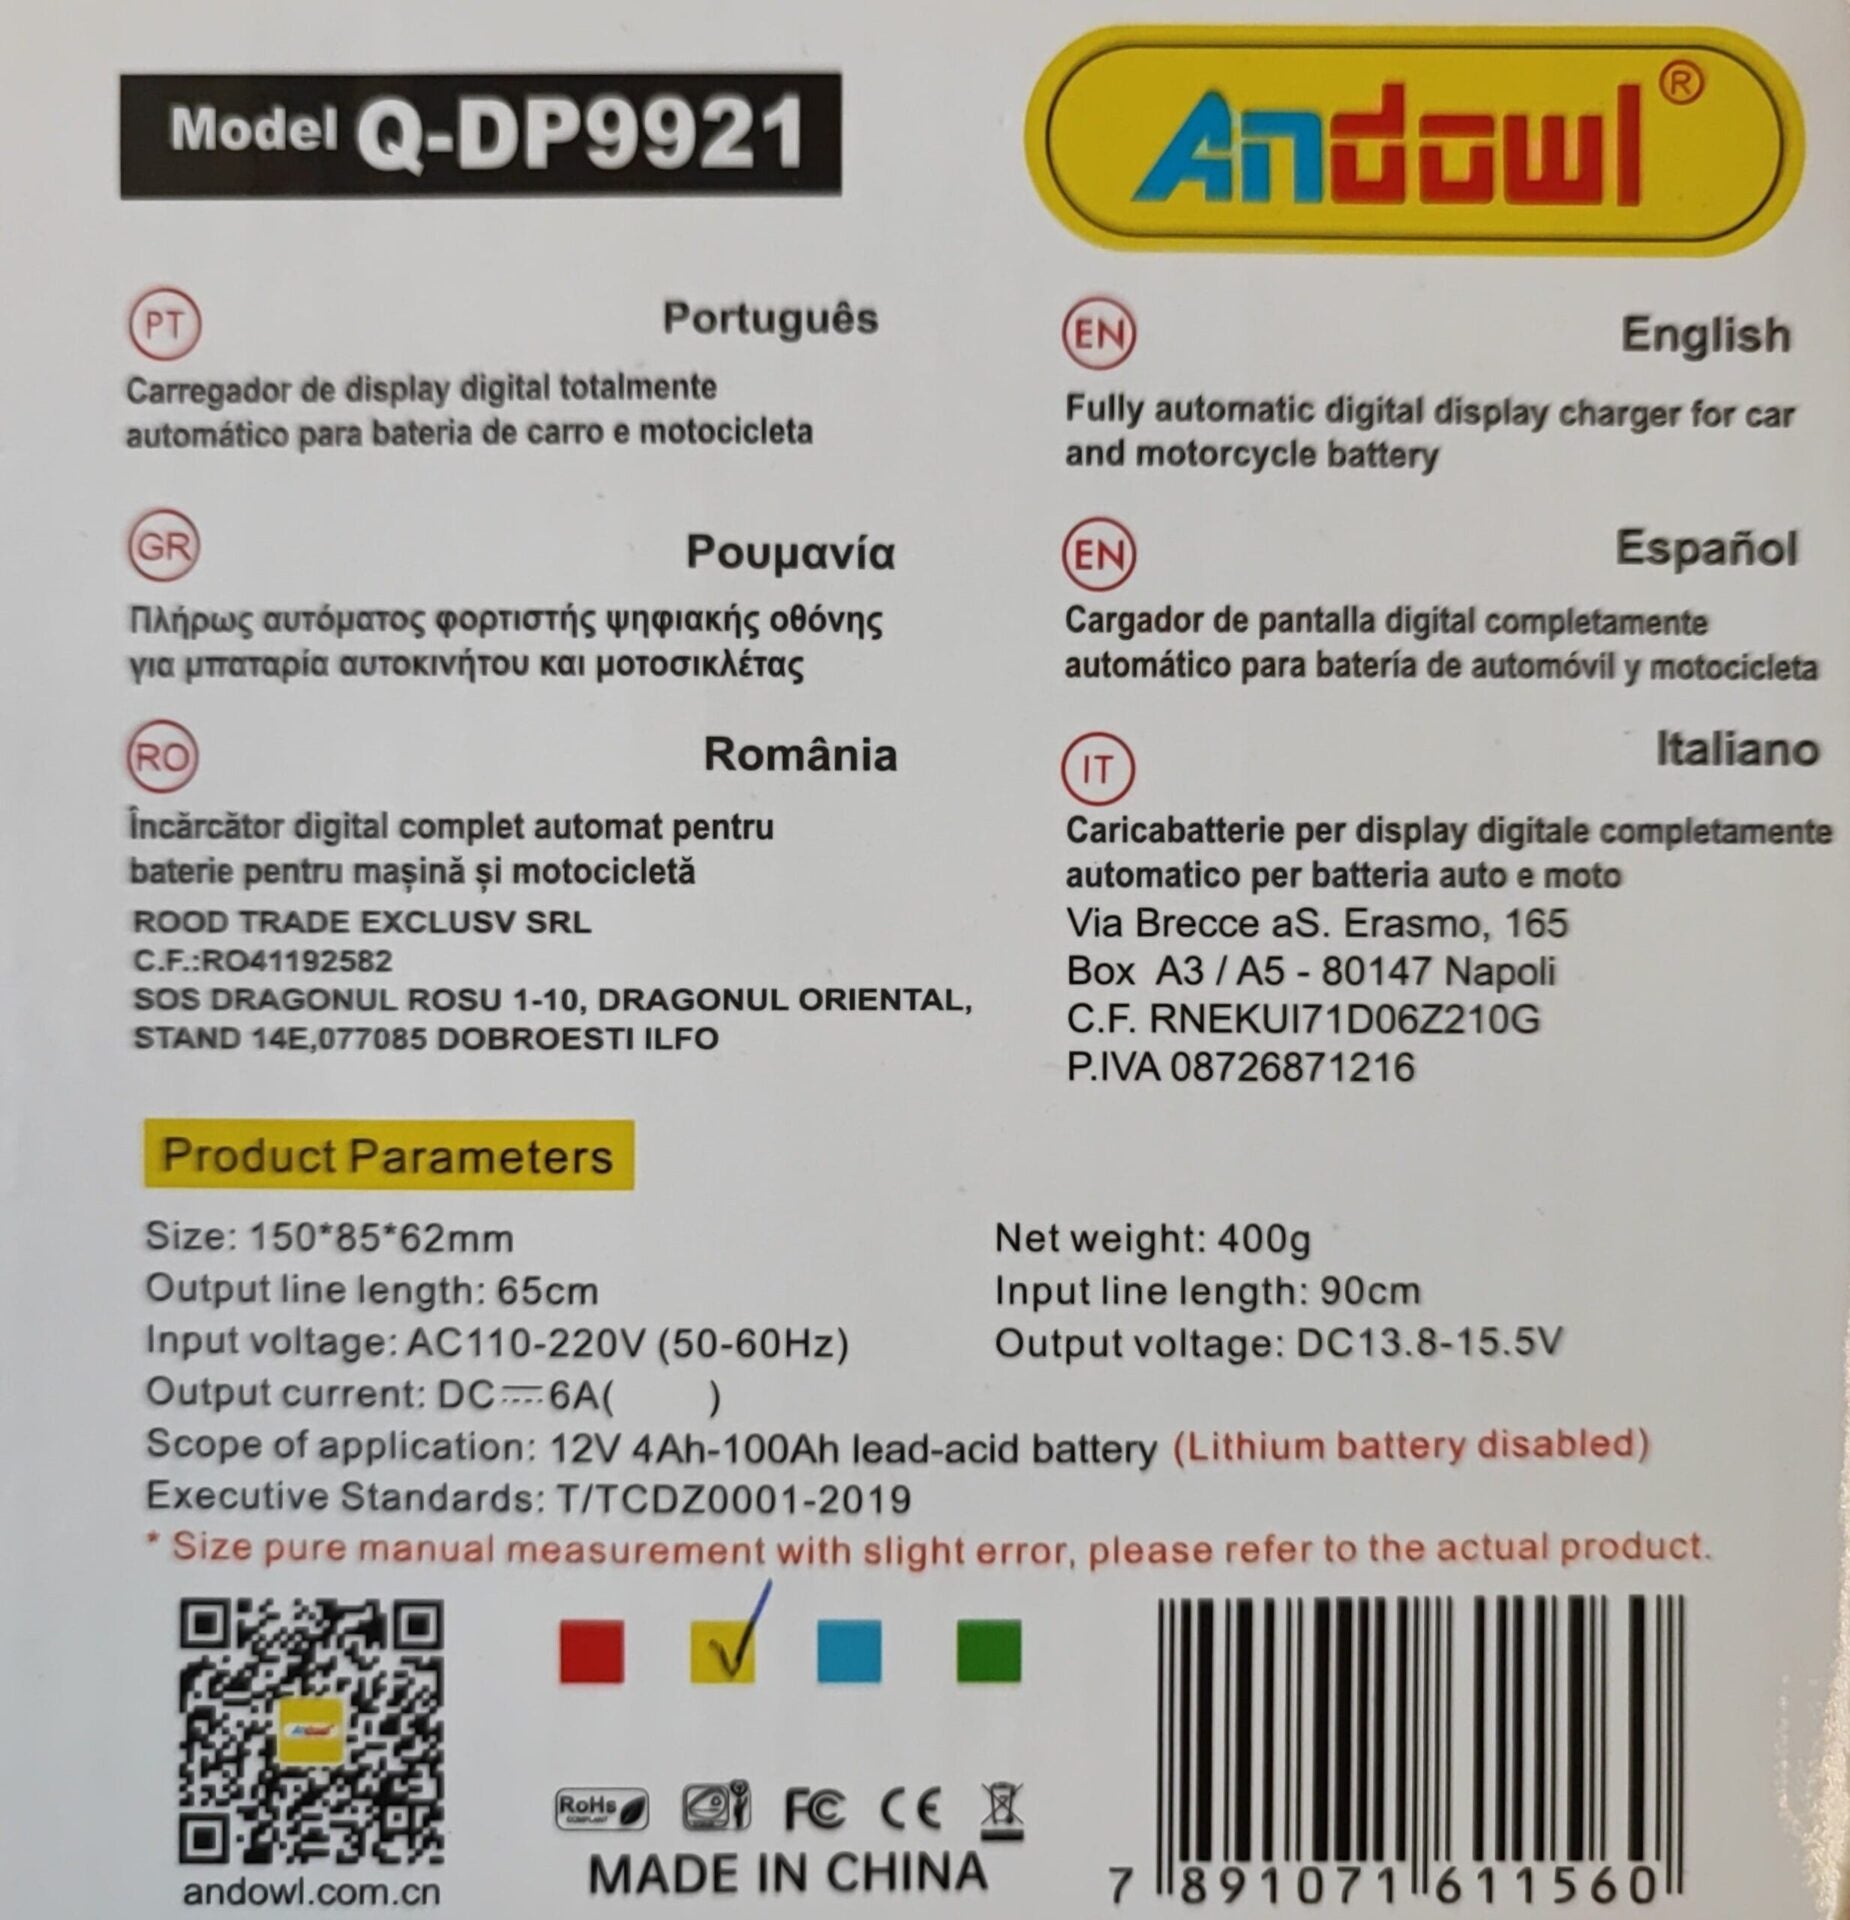 Model Q-DP9921
Andowl®
PT
Português
Carregador de display digital totalmente
automático para bateria de carro e motocicleta
GR
Ρουμανία
Πλήρως αυτόματος φορτιστής ψηφιακής οθόνης
για μπαταρία αυτοκινήτου και μοτοσικλέτας
RO
România
Încărcător digital complet automat pentru
baterie pentru mașină și motocicletă
ROOD TRADE EXCLUSV SRL
C.F.:RO41192582
SOS DRAGONUL ROSU 1-10, DRAGONUL ORIENTAL,
STAND 14E,077085 DOBROESTI ILFO
EN
English
Fully automatic digital display charger for car
and motorcycle battery
EN
Español
Cargador de pantalla digital completamente
automático para batería de automóvil y motocicleta
IT
Italiano
Caricabatterie per display digitale completamente
automatico per batteria auto e moto
Via Brecce aS. Erasmo, 165
Box A3 / A5 - 80147 Napoli
C.F. RNEKUI71D06Z210G
P.IVA 08726871216
Product Parameters
Size: 150*85*62mm
Net weight: 400g
Output line length: 65cm
Input line length: 90cm
Input voltage: AC110-220V (50-60Hz)
Output voltage: DC13.8-15.5V
Output current: DC⎓6A( )
Scope of application: 12V 4Ah-100Ah lead-acid battery (Lithium battery disabled)
Executive Standards: T/TCDZ0001-2019
* Size pure manual measurement with slight error, please refer to the actual product.
Andowl
andowl.com.cn
RoHS
COMPLIANT
FC CE
MADE IN CHINA
7 891071 611560